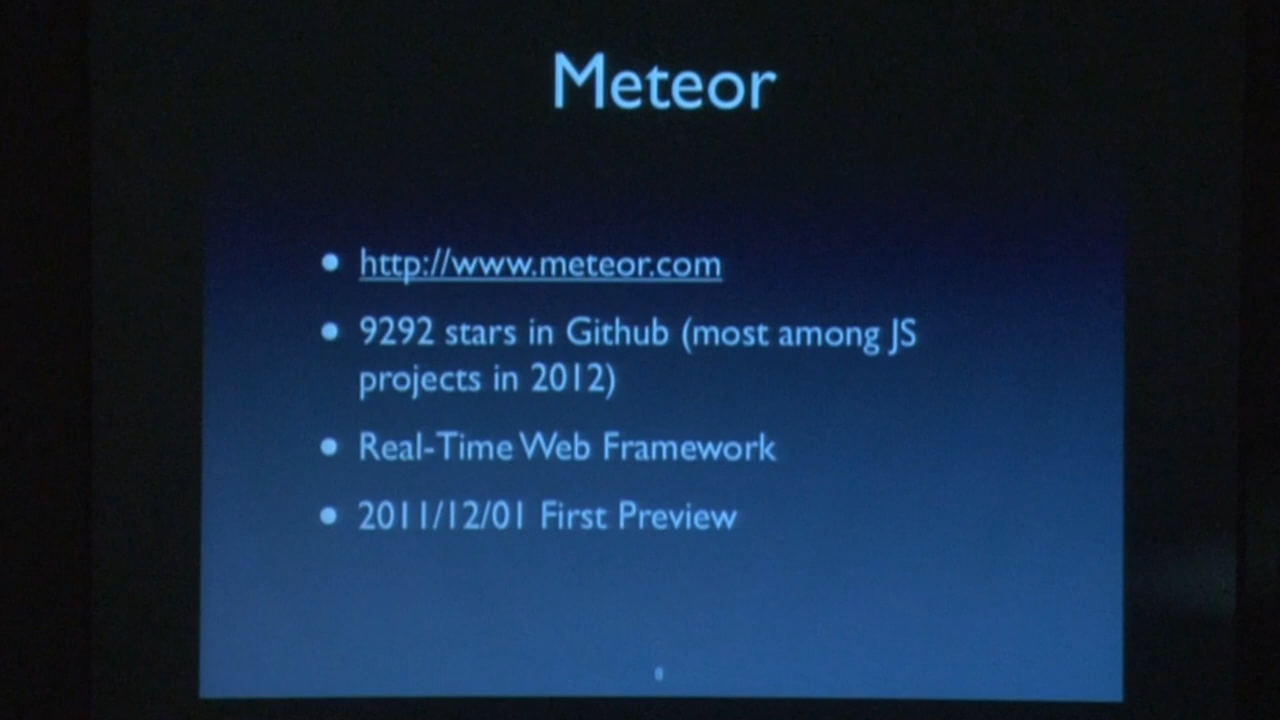 Meteor
• http://www.meteor.com
• 9292 stars in Github (most among JS
projects in 2012)
• Real-Time Web Framework
• 2011/12/01 First Preview
8